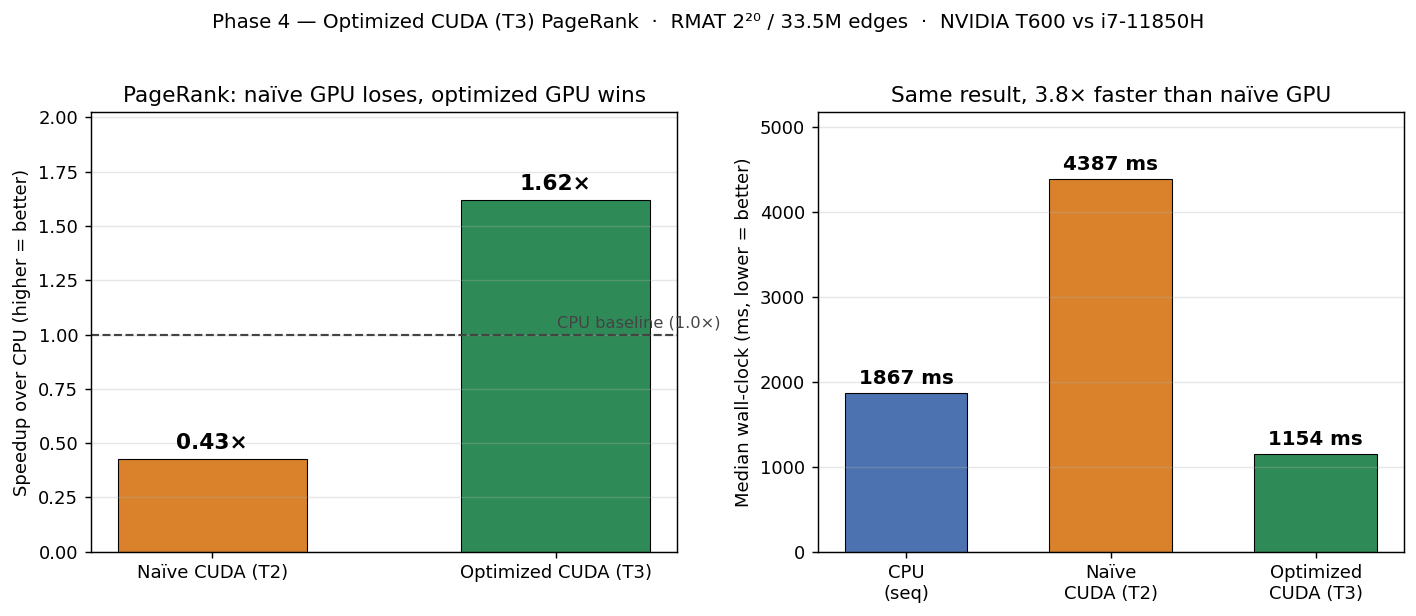 Phase 4 — Optimized CUDA (T3) PageRank · RMAT 2²⁰ / 33.5M edges · NVIDIA T600 vs i7-11850H
PageRank: naïve GPU loses, optimized GPU wins
Speedup over CPU (higher = better)
2.00
1.75
1.50
1.25
1.00
0.75
0.50
0.25
0.00
0.43×
1.62×
CPU baseline (1.0×)
Naïve CUDA (T2)
Optimized CUDA (T3)
Same result, 3.8× faster than naïve GPU
Median wall-clock (ms, lower = better)
5000
4000
3000
2000
1000
0
1867 ms
4387 ms
1154 ms
CPU
(seq)
Naïve
CUDA (T2)
Optimized
CUDA (T3)